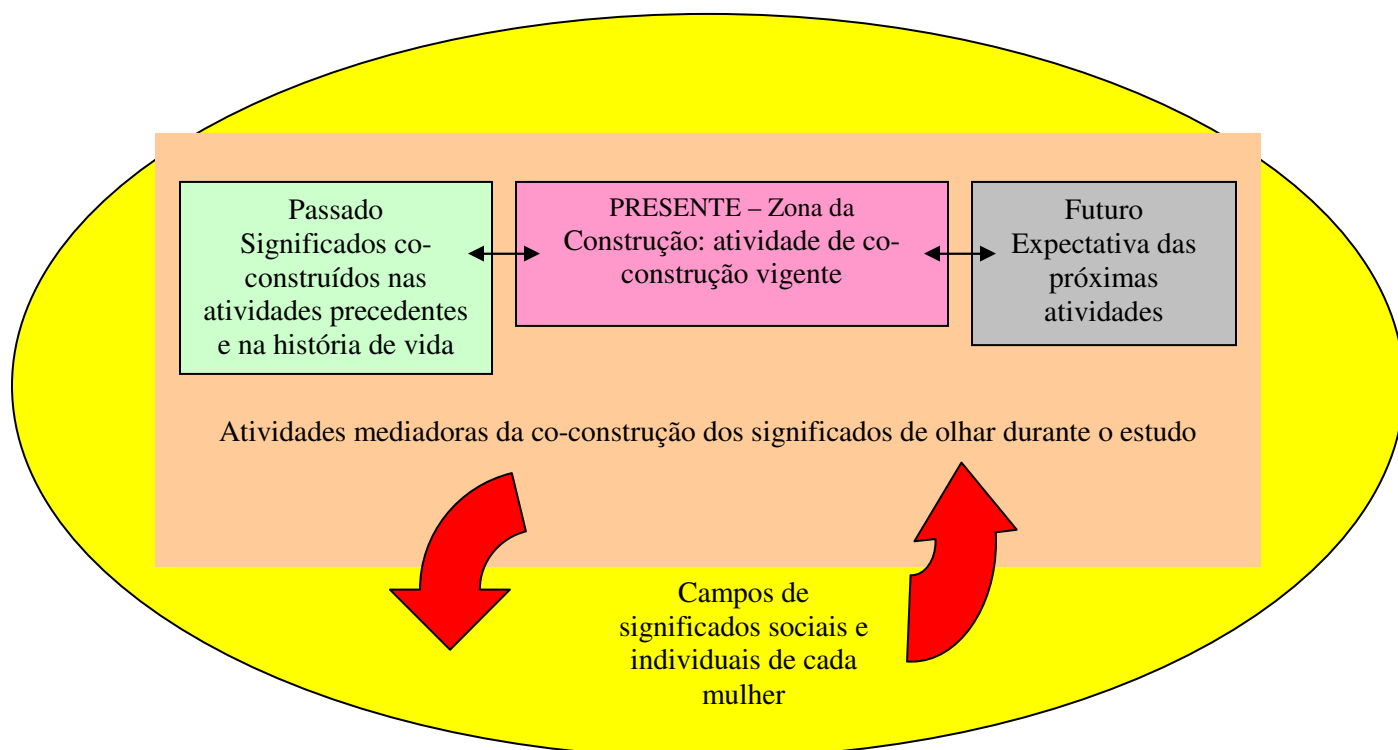 Passado
Significados co-
construídos nas
atividades precedentes
e na história de vida
PRESENTE – Zona da
Construção: atividade de co-
construção vigente
Futuro
Expectativa das
próximas
atividades
Atividades mediadoras da co-construção dos significados de olhar durante o estudo
Campos de
significados sociais e
individuais de cada
mulher